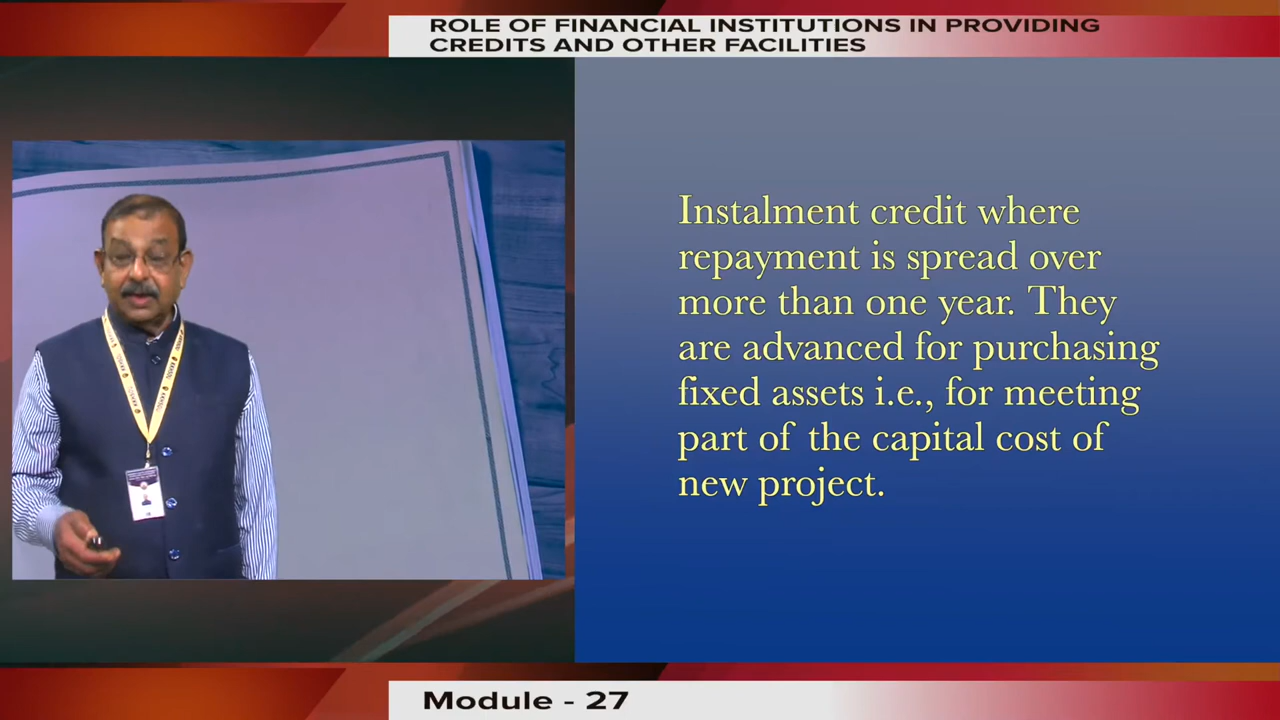 ROLE OF FINANCIAL INSTITUTIONS IN PROVIDING
CREDITS AND OTHER FACILITIES
Instalment credit where
repayment is spread over
more than one year. They
are advanced for purchasing
fixed assets i.e., for meeting
part of the capital cost of
new project.
Module - 27